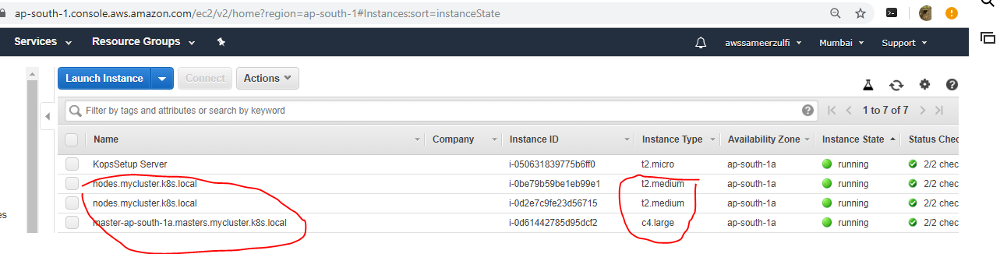 ap-south-1.console.aws.amazon.com/ec2/v2/home?region=ap-south-1#Instances:sort=instanceState
Services Resource Groups awssameerzulfi Mumbai Support
Launch Instance Connect Actions
Filter by tags and attributes or search by keyword 1 to 7 of 7
Name Company Instance ID Instance Type Availability Zone Instance State Status Chec
KopsSetup Server i-050631839775b6ff0 t2.micro ap-south-1a running 2/2 chec
nodes.mycluster.k8s.local i-0be79b59be1eb99e1 t2.medium ap-south-1a running 2/2 chec
nodes.mycluster.k8s.local i-0d2e7c9fe23d56715 t2.medium ap-south-1a running 2/2 chec
es master-ap-south-1a.masters.mycluster.k8s.local i-0d61442785d95dcf2 c4.large ap-south-1a running 2/2 chec